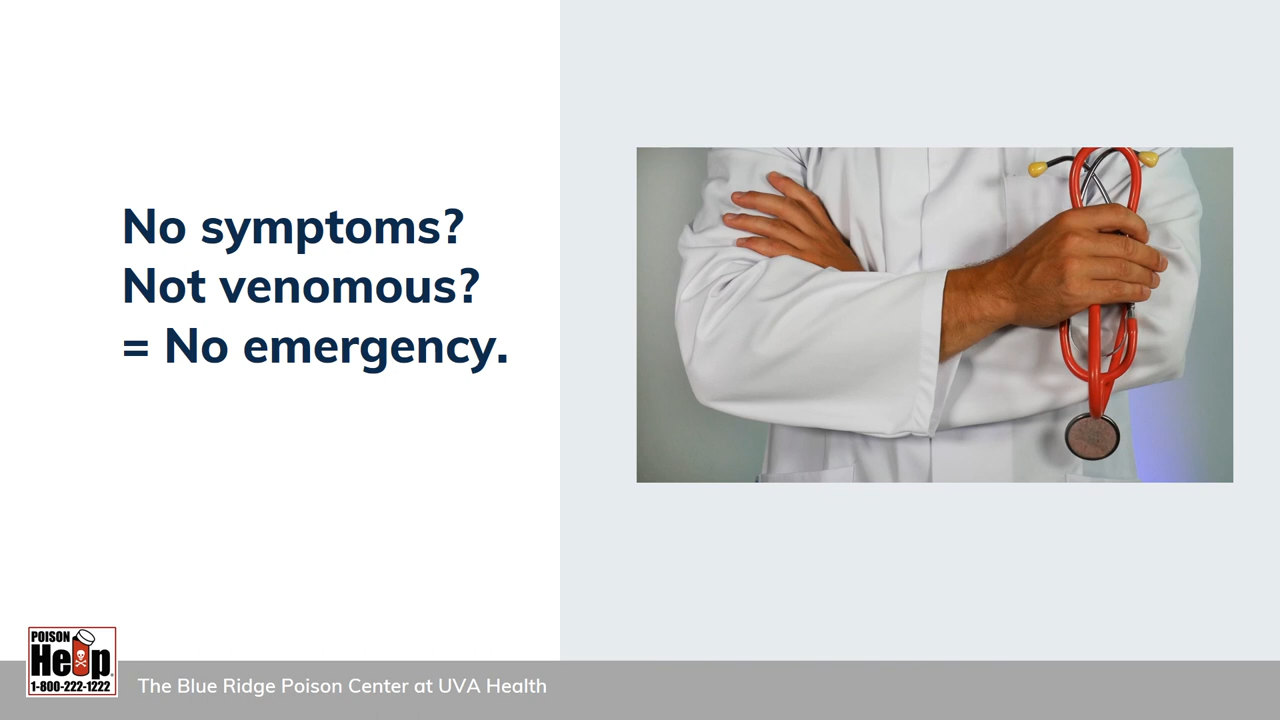 No symptoms?
Not venomous?
= No emergency.
POISON
Help
1-800-222-1222
The Blue Ridge Poison Center at UVA Health